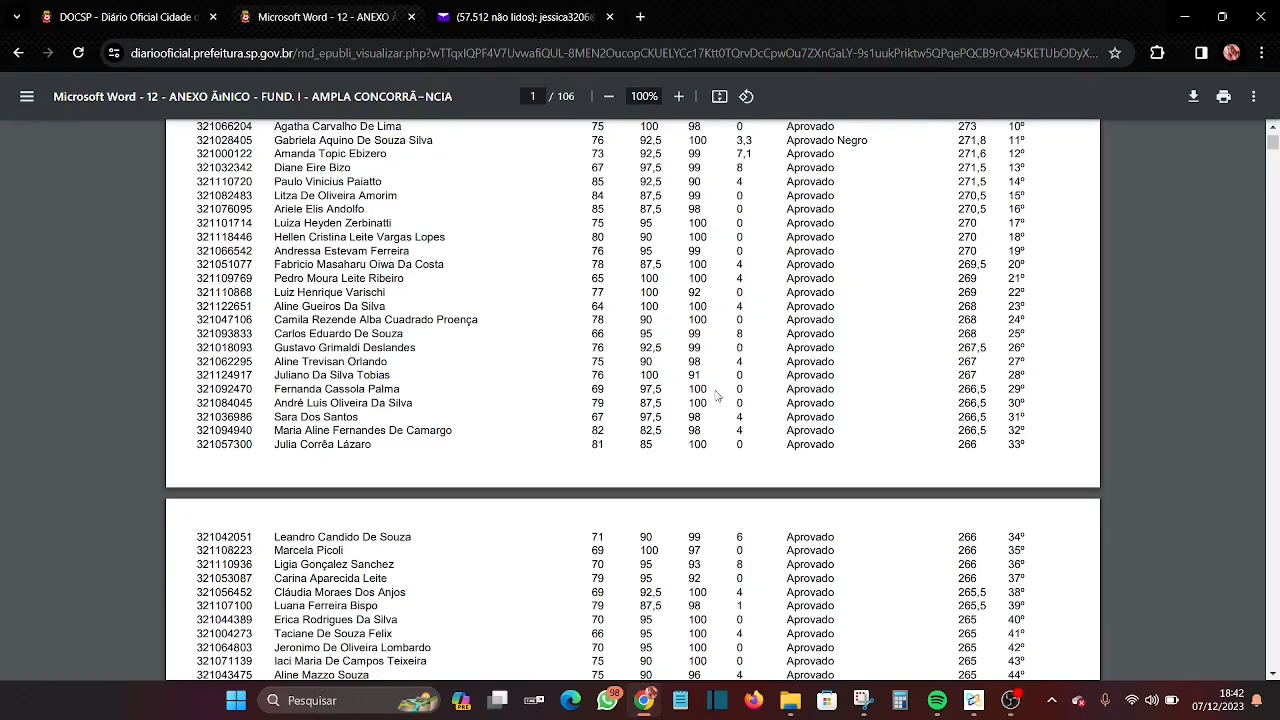 DOCSP - Diário Oficial Cidade d
Microsoft Word - 12 - ANEXO Ã
(57.512 não lidos): jessica3206@
diariooficial.prefeitura.sp.gov.br/md_epubli_visualizar.php?
Microsoft Word - 12 - ANEXO ÃiNICO - FUND. I - AMPLA CONCORRÃ-NCIA
1 / 106
100%
321066204 Agatha Carvalho De Lima 75 100 98 0 Aprovado 273 10º
321028405 Gabriela Aquino De Souza Silva 76 92,5 100 3,3 Aprovado Negro 271,8 11º
321000122 Amanda Topic Ebizero 73 92,5 99 7,1 Aprovado 271,6 12º
321032342 Diane Eire Bizo 67 97,5 99 8 Aprovado 271,5 13º
321110720 Paulo Vinicius Paiatto 85 92,5 90 4 Aprovado 271,5 14º
321082483 Litza De Oliveira Amorim 84 87,5 99 0 Aprovado 270,5 15º
321076095 Ariele Elis Andolfo 85 87,5 98 0 Aprovado 270,5 16º
321101714 Luiza Heyden Zerbinatti 75 95 100 0 Aprovado 270 17º
321118446 Hellen Cristina Leite Vargas Lopes 80 90 100 0 Aprovado 270 18º
321066542 Andressa Estevam Ferreira 76 95 99 0 Aprovado 270 19º
321051077 Fabricio Masaharu Oiwa Da Costa 78 87,5 100 4 Aprovado 269,5 20º
321109769 Pedro Moura Leite Ribeiro 65 100 100 4 Aprovado 269 21º
321110868 Luiz Henrique Varischi 77 100 92 0 Aprovado 269 22º
321122651 Aline Gueiros Da Silva 64 100 100 4 Aprovado 268 23º
321047106 Camila Rezende Alba Cuadrado Proença 78 90 100 0 Aprovado 268 24º
321093833 Carlos Eduardo De Souza 66 95 99 8 Aprovado 268 25º
321018093 Gustavo Grimaldi Deslandes 76 92,5 99 0 Aprovado 267,5 26º
321062295 Aline Trevisan Orlando 75 90 98 4 Aprovado 267 27º
321124917 Juliano Da Silva Tobias 76 100 91 0 Aprovado 267 28º
321092470 Fernanda Cassola Palma 69 97,5 100 0 Aprovado 266,5 29º
321084045 André Luis Oliveira Da Silva 79 87,5 100 0 Aprovado 266,5 30º
321036986 Sara Dos Santos 67 97,5 98 4 Aprovado 266,5 31º
321094940 Maria Aline Fernandes De Camargo 82 82,5 98 4 Aprovado 266,5 32º
321057300 Julia Corrêa Lázaro 81 85 100 0 Aprovado 266 33º
321042051 Leandro Candido De Souza 71 90 99 6 Aprovado 266 34º
321108223 Marcela Picoli 69 100 97 0 Aprovado 266 35º
321110936 Ligia Gonçalez Sanchez 70 95 93 8 Aprovado 266 36º
321053087 Carina Aparecida Leite 79 95 92 0 Aprovado 266 37º
321056452 Cláudia Moraes Dos Anjos 69 92,5 100 4 Aprovado 265,5 38º
321107100 Luana Ferreira Bispo 79 87,5 98 1 Aprovado 265,5 39º
321044389 Erica Rodrigues Da Silva 70 95 100 0 Aprovado 265 40º
321004273 Taciane De Souza Felix 66 95 100 4 Aprovado 265 41º
321064803 Jeronimo De Oliveira Lombardo 70 95 100 0 Aprovado 265 42º
321071139 Iaci Maria De Campos Teixeira 75 90 100 0 Aprovado 265 43º
321043475 Aline Mazzo Souza 75 90 96 4 Aprovado 265 44º
Pesquisar
PRE
98
18:42
07/12/2023